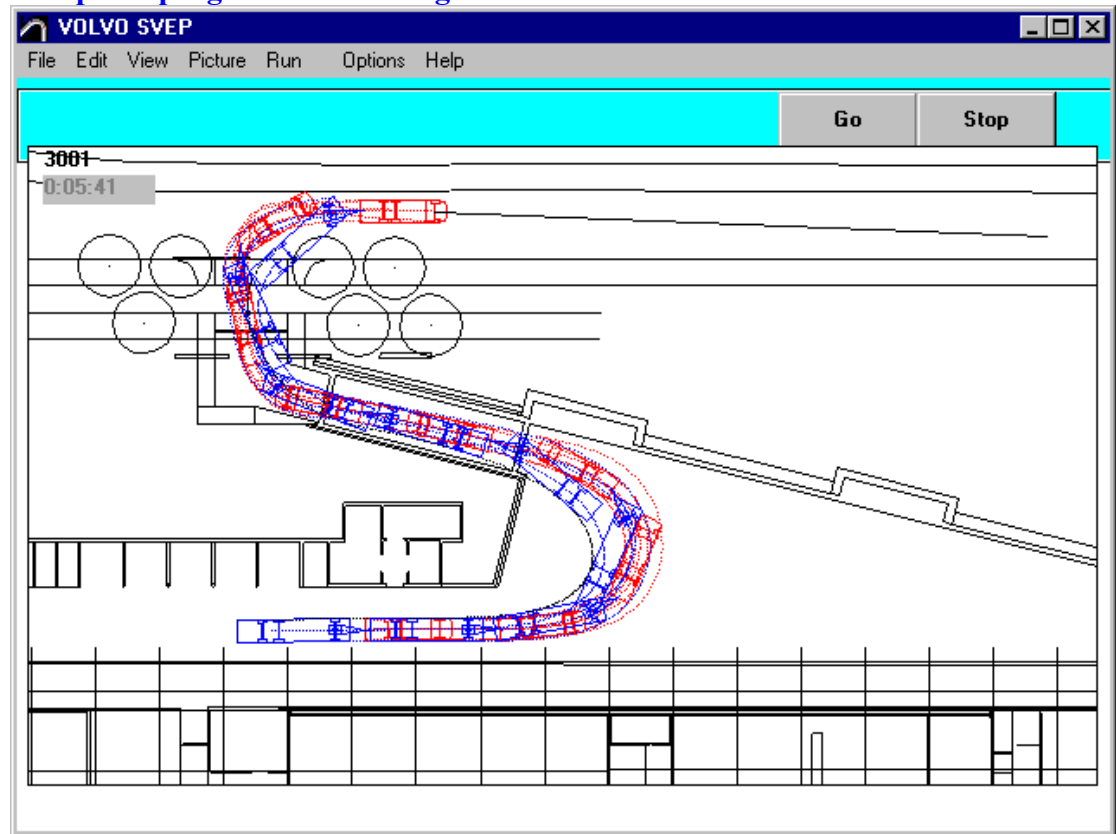 VOLVO SVEP
File Edit View Picture Run Options Help
Go Stop
3001
0:05:41